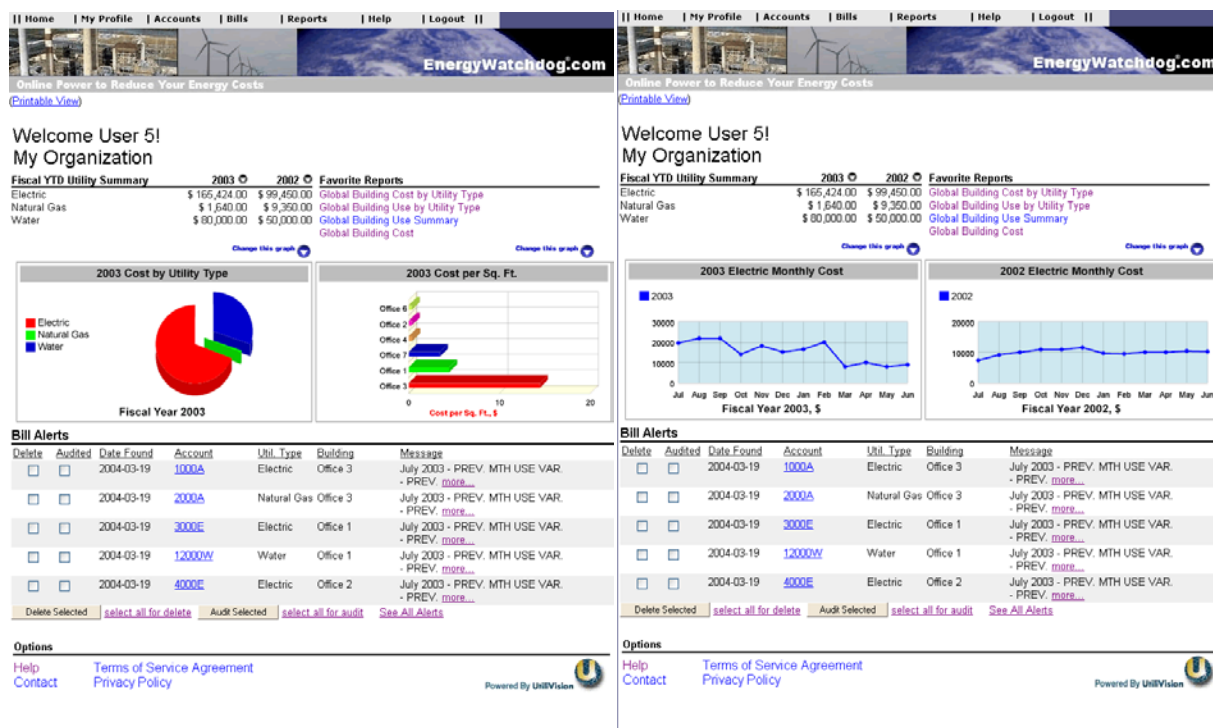 || Home | My Profile | Accounts | Bills | Reports | Help | Logout ||
EnergyWatchdog.com
Online Power to Reduce Your Energy Costs
(Printable View)
Welcome User 5!
My Organization
Fiscal YTD Utility Summary 2003 2002 Favorite Reports
Electric $ 165,424.00 $ 99,450.00 Global Building Cost by Utility Type
Natural Gas $ 1,640.00 $ 9,350.00 Global Building Use by Utility Type
Water $ 80,000.00 $ 50,000.00 Global Building Use Summary
Global Building Cost
Change this graph Change this graph
2003 Cost by Utility Type
Electric
Natural Gas
Water
Fiscal Year 2003
2003 Cost per Sq. Ft.
Office 6
Office 2
Office 4
Office 7
Office 1
Office 3
0 10 20
Cost per Sq. Ft., $
Bill Alerts
Delete Audited Date Found Account Util. Type Building Message
2004-03-19 1000A Electric Office 3 July 2003 - PREV. MTH USE VAR.
- PREV. more...
2004-03-19 2000A Natural Gas Office 3 July 2003 - PREV. MTH USE VAR.
- PREV. more...
2004-03-19 3000E Electric Office 1 July 2003 - PREV. MTH USE VAR.
- PREV. more...
2004-03-19 12000W Water Office 1 July 2003 - PREV. MTH USE VAR.
- PREV. more...
2004-03-19 4000E Electric Office 2 July 2003 - PREV. MTH USE VAR.
- PREV. more...
Delete Selected select all for delete Audit Selected select all for audit See All Alerts
Options
Help Terms of Service Agreement
Contact Privacy Policy
Powered By UtiliVision
|| Home | My Profile | Accounts | Bills | Reports | Help | Logout ||
EnergyWatchdog.com
Online Power to Reduce Your Energy Costs
(Printable View)
Welcome User 5!
My Organization
Fiscal YTD Utility Summary 2003 2002 Favorite Reports
Electric $ 165,424.00 $ 99,450.00 Global Building Cost by Utility Type
Natural Gas $ 1,640.00 $ 9,350.00 Global Building Use by Utility Type
Water $ 80,000.00 $ 50,000.00 Global Building Use Summary
Global Building Cost
Change this graph Change this graph
2003 Electric Monthly Cost
2003
30000
20000
10000
0
Jul Aug Sep Oct Nov Dec Jan Feb Mar Apr May Jun
Fiscal Year 2003, $
2002 Electric Monthly Cost
2002
20000
10000
0
Jul Aug Sep Oct Nov Dec Jan Feb Mar Apr May Jun
Fiscal Year 2002, $
Bill Alerts
Delete Audited Date Found Account Util. Type Building Message
2004-03-19 1000A Electric Office 3 July 2003 - PREV. MTH USE VAR.
- PREV. more...
2004-03-19 2000A Natural Gas Office 3 July 2003 - PREV. MTH USE VAR.
- PREV. more...
2004-03-19 3000E Electric Office 1 July 2003 - PREV. MTH USE VAR.
- PREV. more...
2004-03-19 12000W Water Office 1 July 2003 - PREV. MTH USE VAR.
- PREV. more...
2004-03-19 4000E Electric Office 2 July 2003 - PREV. MTH USE VAR.
- PREV. more...
Delete Selected select all for delete Audit Selected select all for audit See All Alerts
Options
Help Terms of Service Agreement
Contact Privacy Policy
Powered By UtiliVision